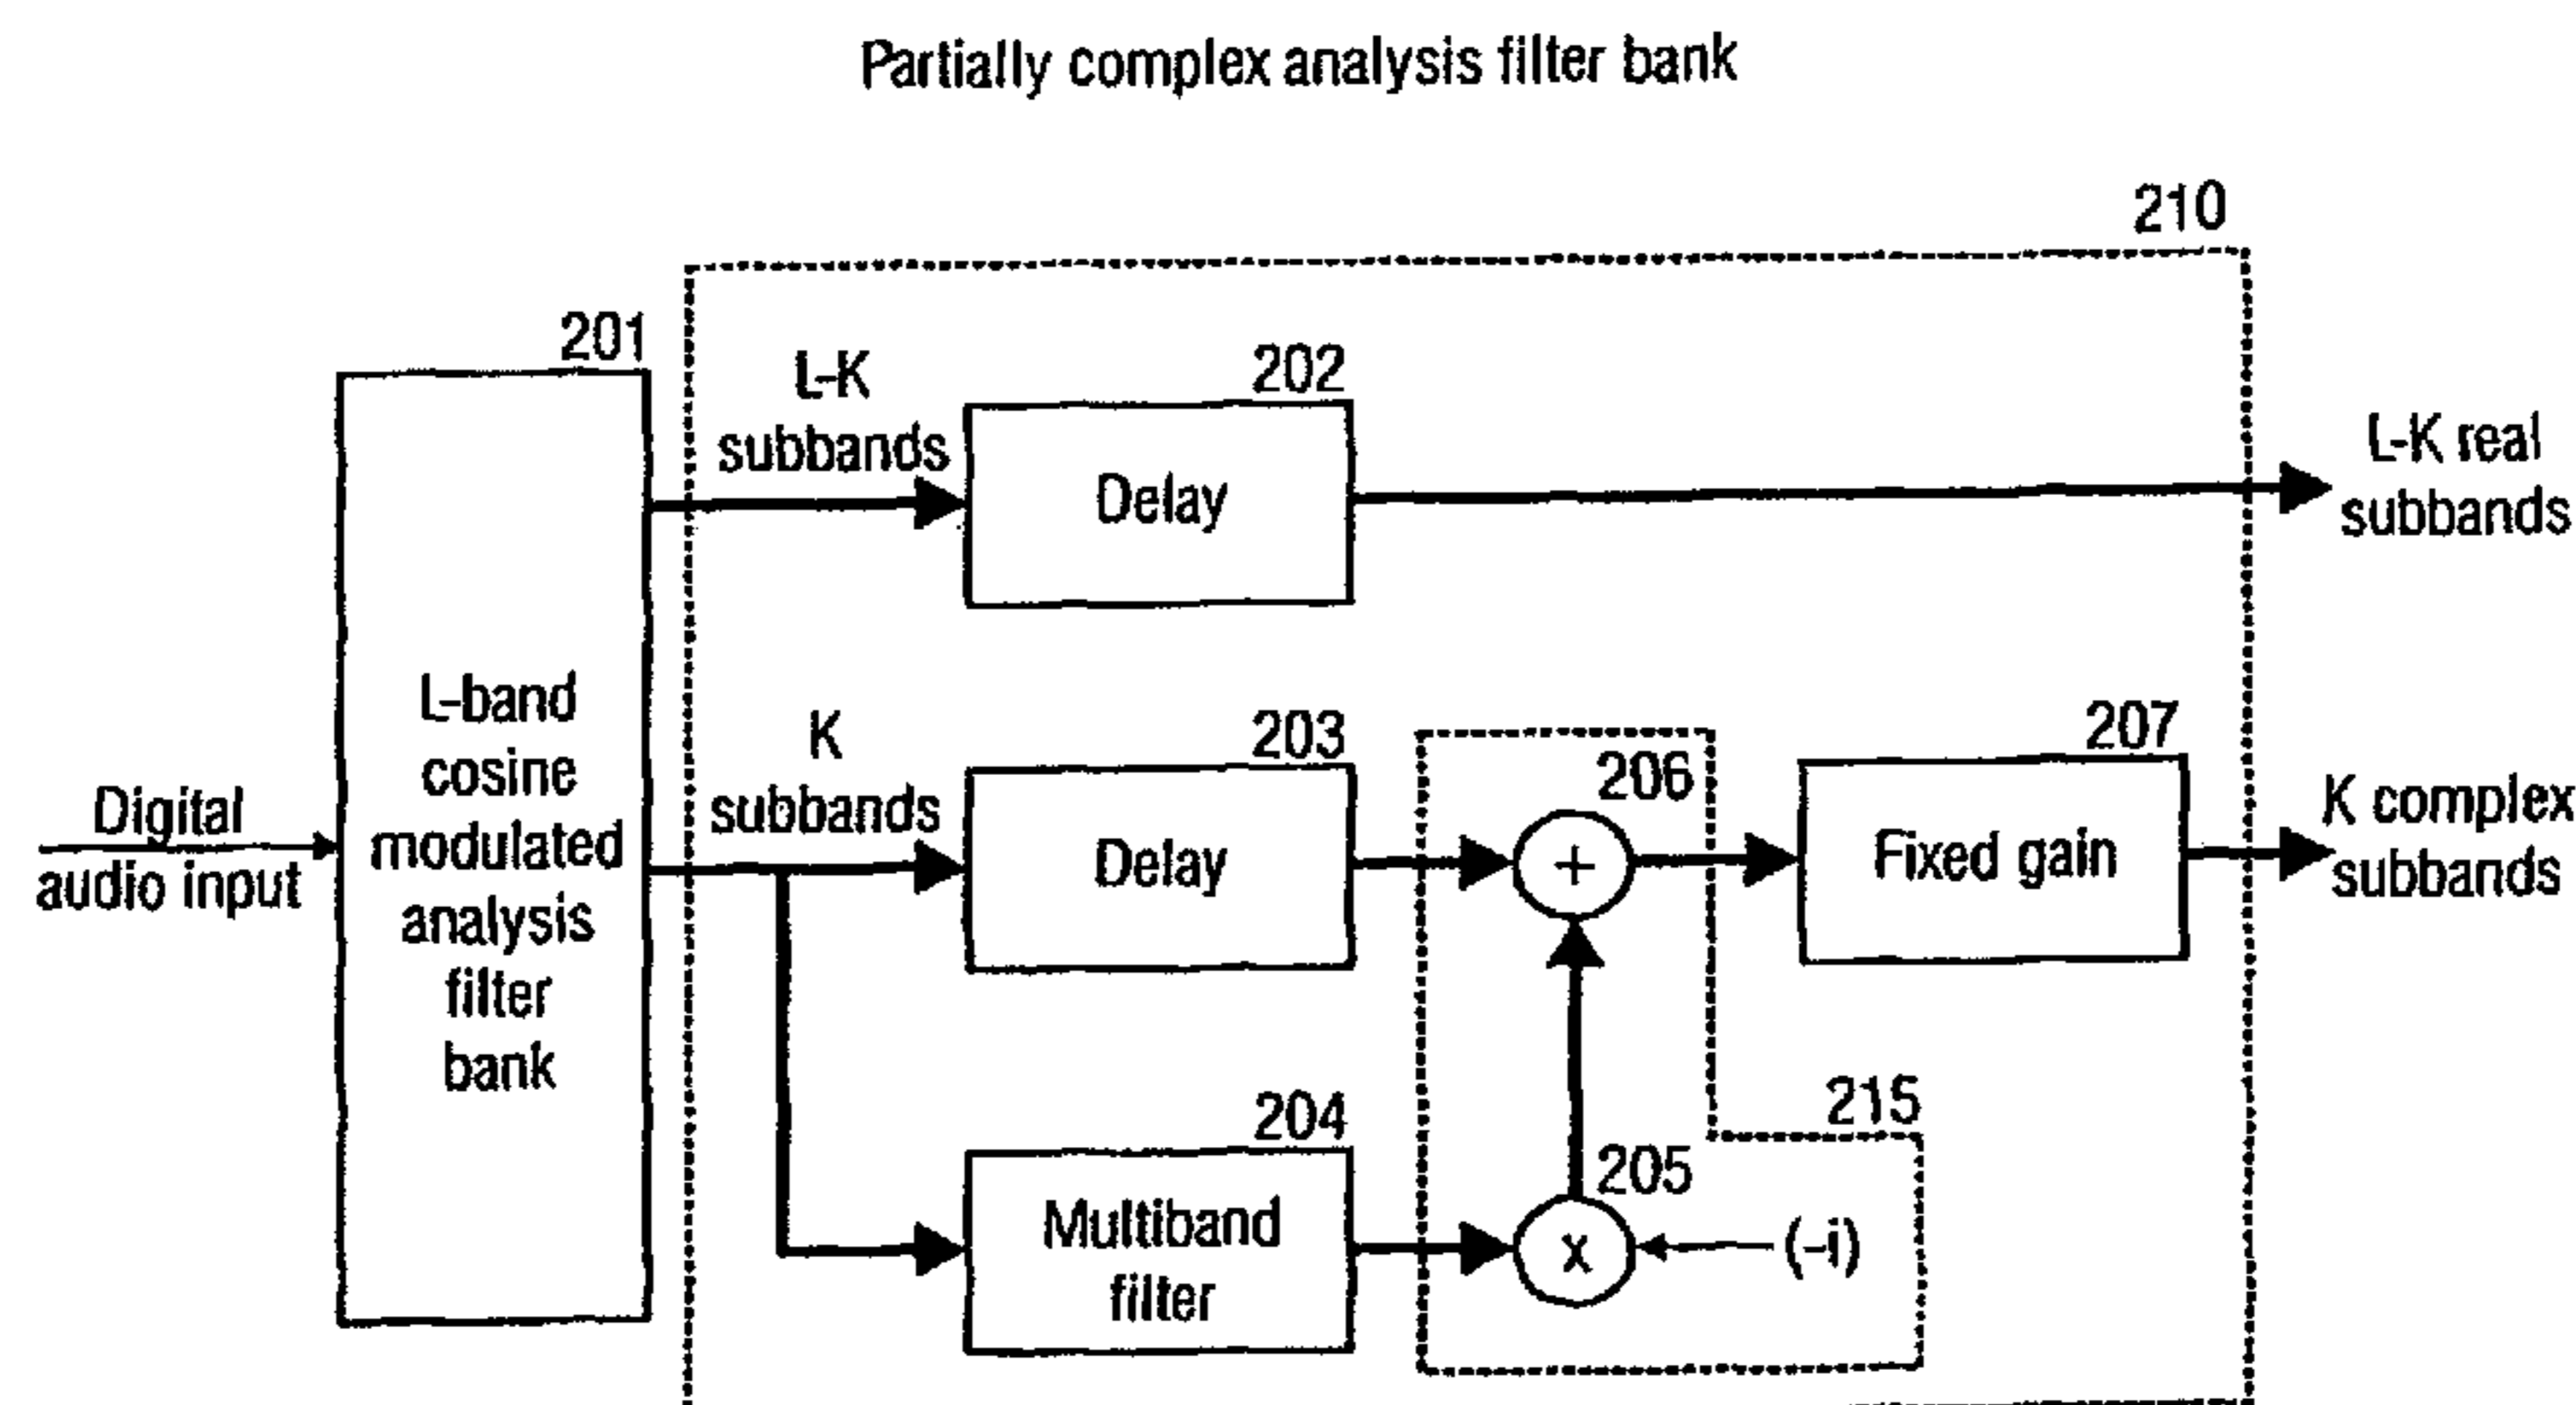 Partially complex analysis filter bank
210
201
L-K
subbands
202
Delay
L-K real
subbands
L-band
cosine
modulated
analysis
filter
bank
Digital
audio input
K
subbands
203
Delay
206
+
207
Fixed gain
K complex
subbands
215
204
Multiband
filter
205
x
(-i)